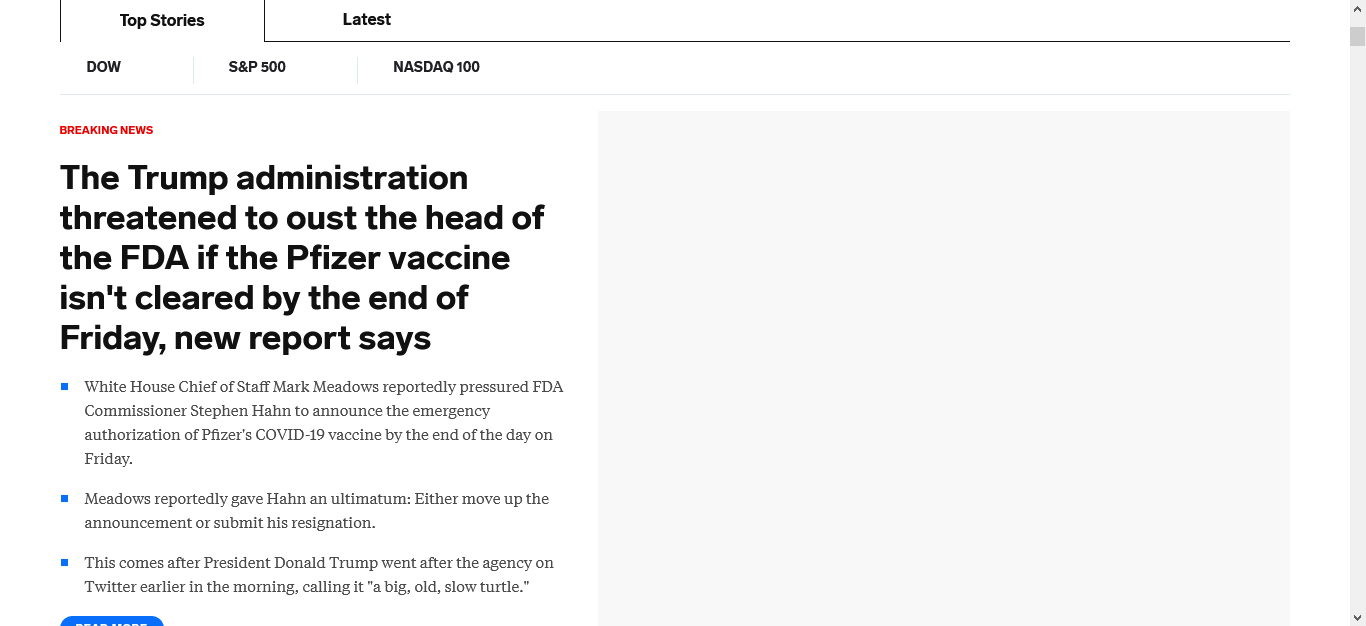 Top Stories
Latest
DOW
S&P 500
NASDAQ 100
BREAKING NEWS
The Trump administration
threatened to oust the head of
the FDA if the Pfizer vaccine
isn't cleared by the end of
Friday, new report says
White House Chief of Staff Mark Meadows reportedly pressured FDA
Commissioner Stephen Hahn to announce the emergency
authorization of Pfizer's COVID-19 vaccine by the end of the day on
Friday.
Meadows reportedly gave Hahn an ultimatum: Either move up the
announcement or submit his resignation.
This comes after President Donald Trump went after the agency on
Twitter earlier in the morning, calling it "a big, old, slow turtle."
READ MORE